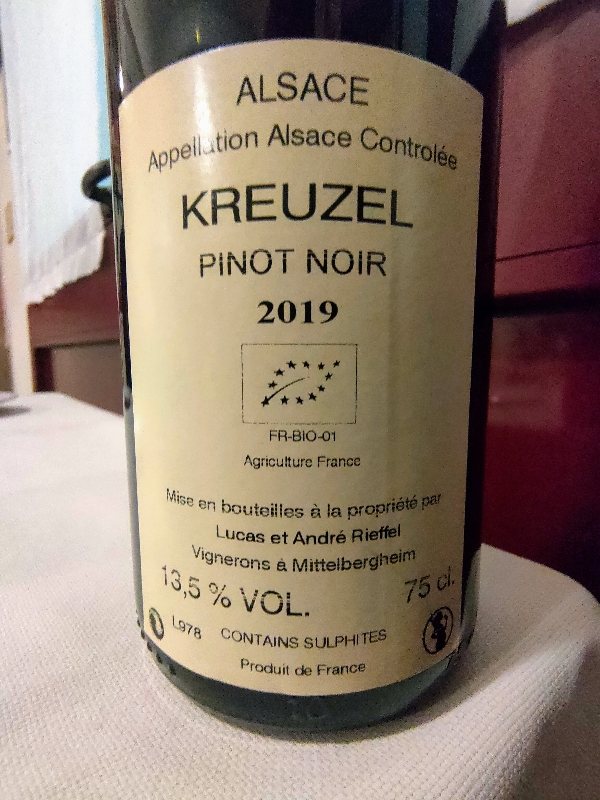 ALSACE
Appellation Alsace Controlée
KREUZEL
PINOT NOIR
2019
FR-BIO-01
Agriculture France
Mise en bouteilles à la propriété par
Lucas et André Rieffel
Vignerons à Mittelbergheim
13,5 % VOL. 75 cl.
L978 CONTAINS SULPHITES
Produit de France